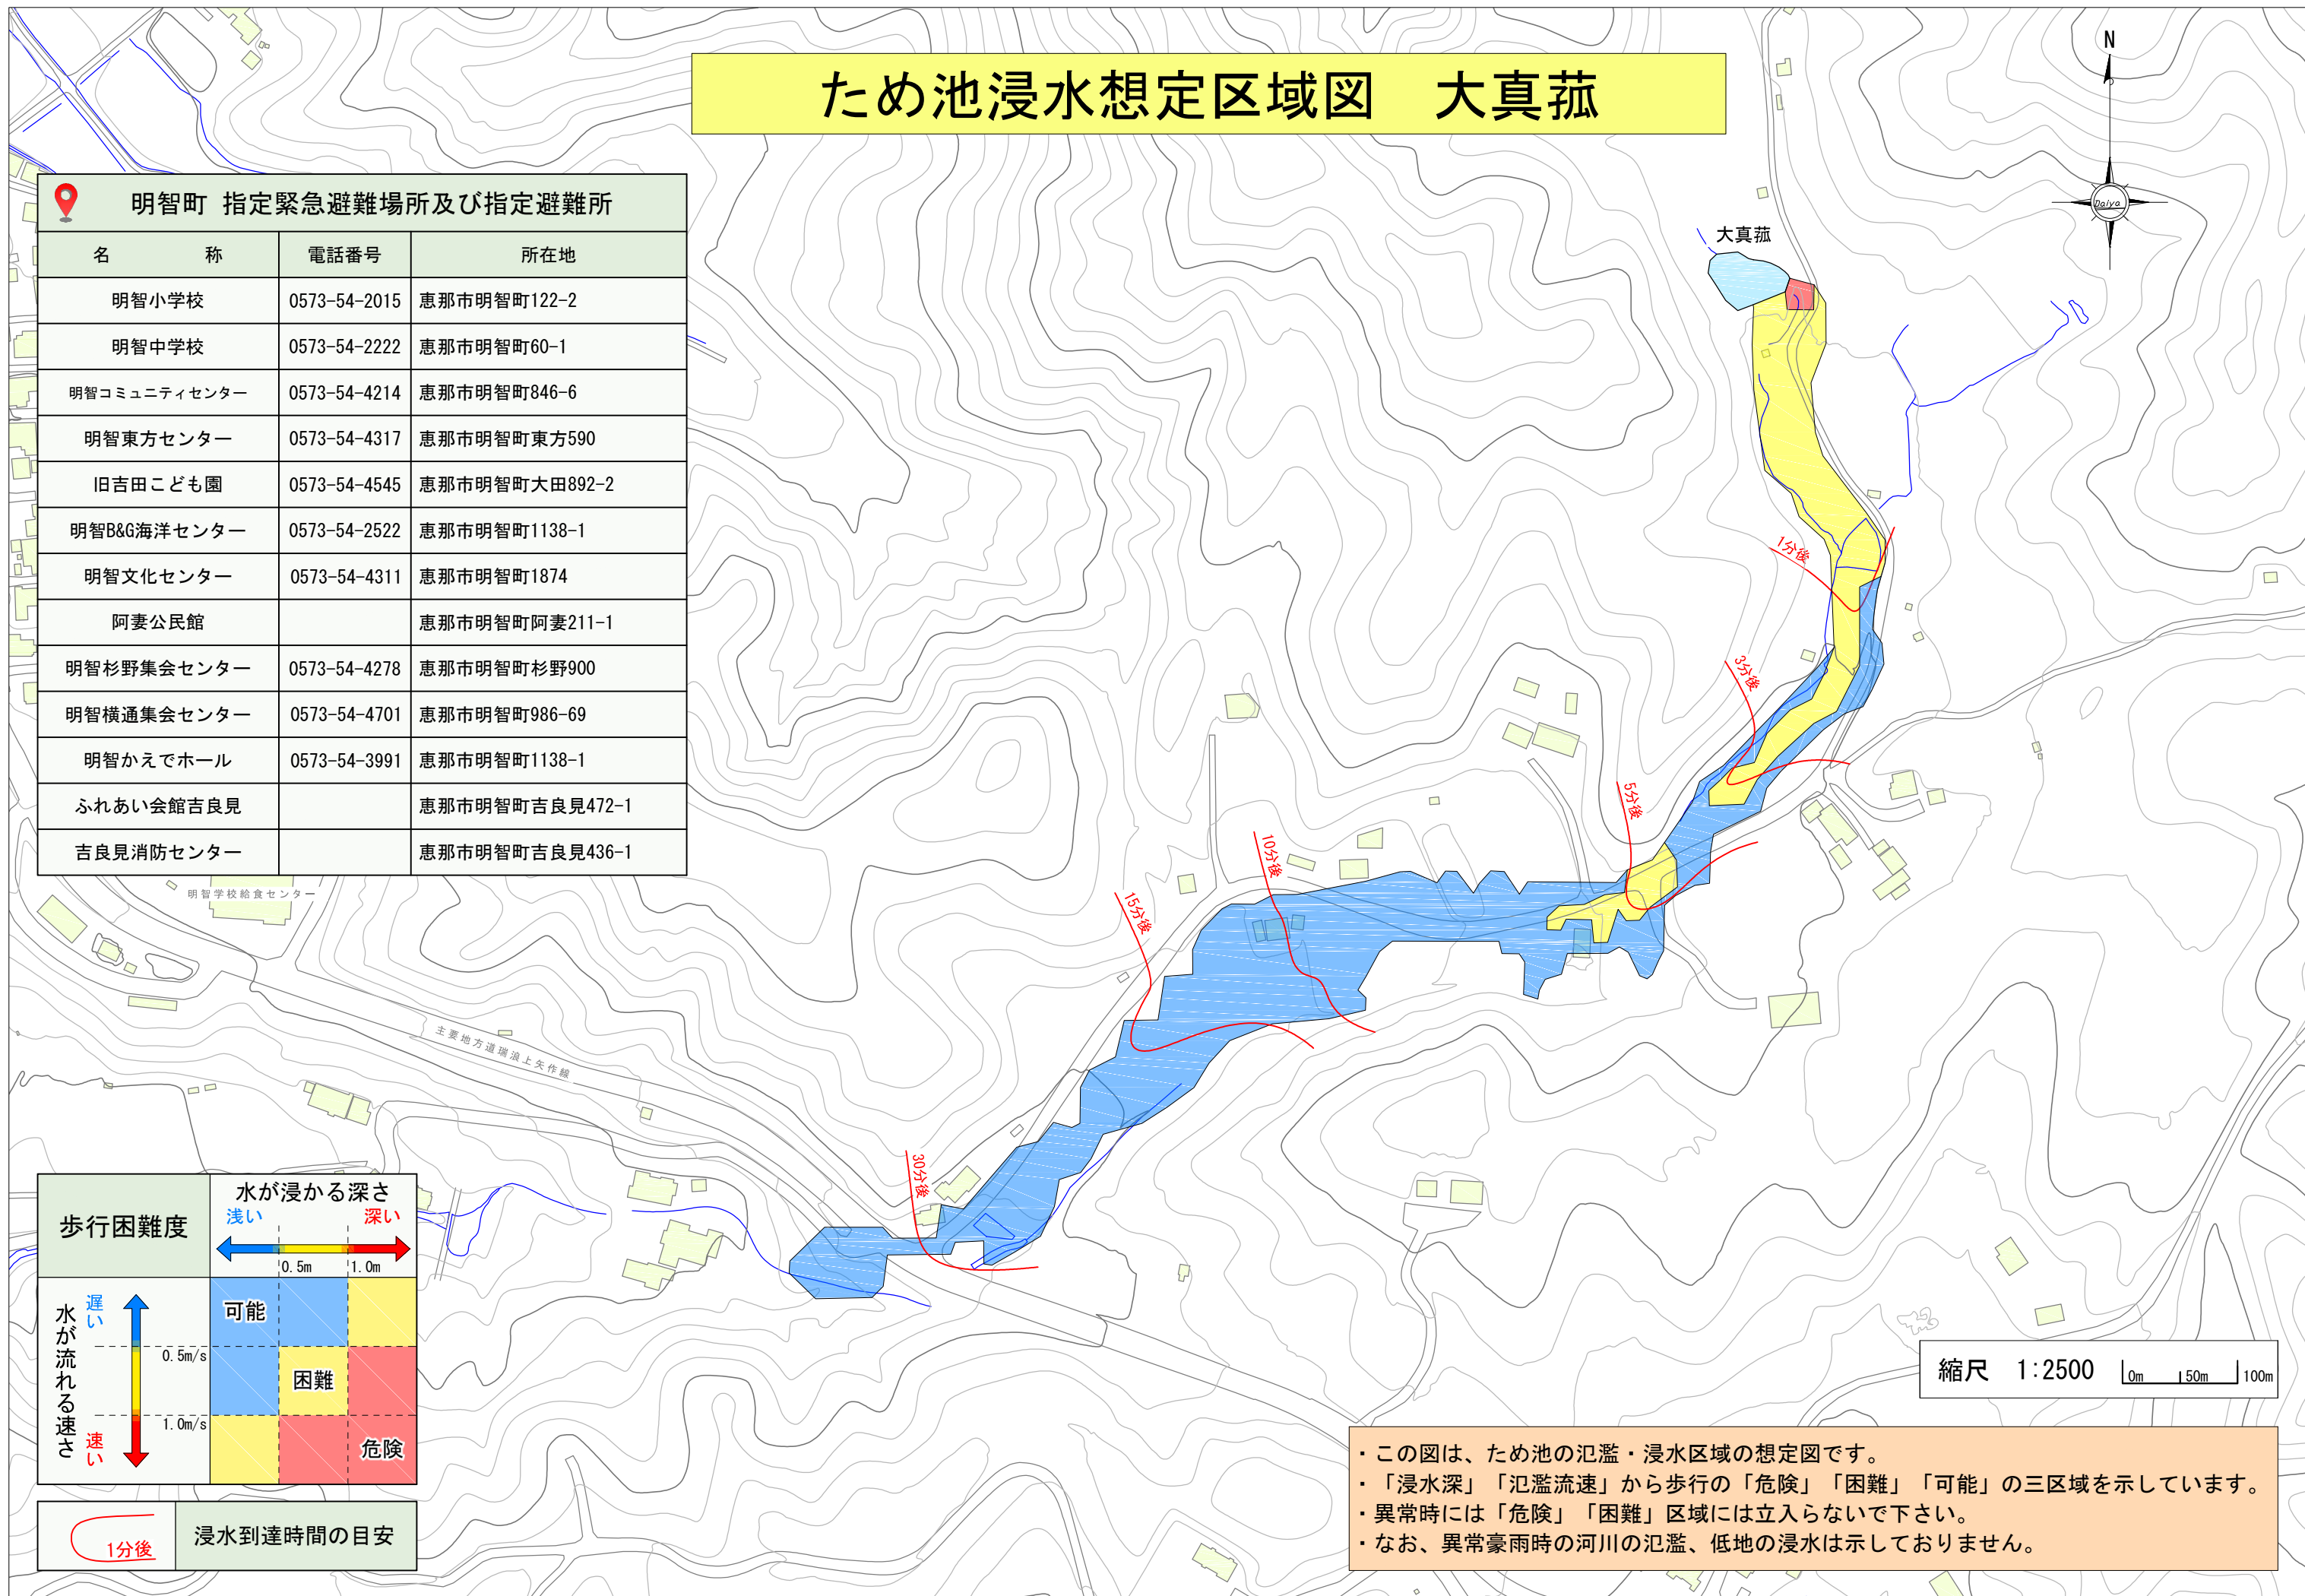 ため池浸水想定区域図　大真菰
N
Daiya
明智町 指定緊急避難場所及び指定避難所
名　称 電話番号 所在地
明智小学校 0573-54-2015 恵那市明智町122-2
明智中学校 0573-54-2222 恵那市明智町60-1
明智コミュニティセンター 0573-54-4214 恵那市明智町846-6
明智東方センター 0573-54-4317 恵那市明智町東方590
旧吉田こども園 0573-54-4545 恵那市明智町大田892-2
明智B&G海洋センター 0573-54-2522 恵那市明智町1138-1
明智文化センター 0573-54-4311 恵那市明智町1874
阿妻公民館 恵那市明智町阿妻211-1
明智杉野集会センター 0573-54-4278 恵那市明智町杉野900
明智横通集会センター 0573-54-4701 恵那市明智町986-69
明智かえでホール 0573-54-3991 恵那市明智町1138-1
ふれあい会館吉良見 恵那市明智町吉良見472-1
吉良見消防センター 恵那市明智町吉良見436-1
大真菰
1分後
3分後
5分後
10分後
15分後
30分後
明智学校給食センター
主要地方道瑞浪上矢作線
歩行困難度
水が浸かる深さ
浅い 深い
0.5m 1.0m
水が流れる速さ
遅い
0.5m/s
1.0m/s
速い
可能
困難
危険
1分後
浸水到達時間の目安
縮尺　1:2500 0m 50m 100m
・この図は、ため池の氾濫・浸水区域の想定図です。
・「浸水深」「氾濫流速」から歩行の「危険」「困難」「可能」の三区域を示しています。
・異常時には「危険」「困難」区域には立入らないで下さい。
・なお、異常豪雨時の河川の氾濫、低地の浸水は示しておりません。